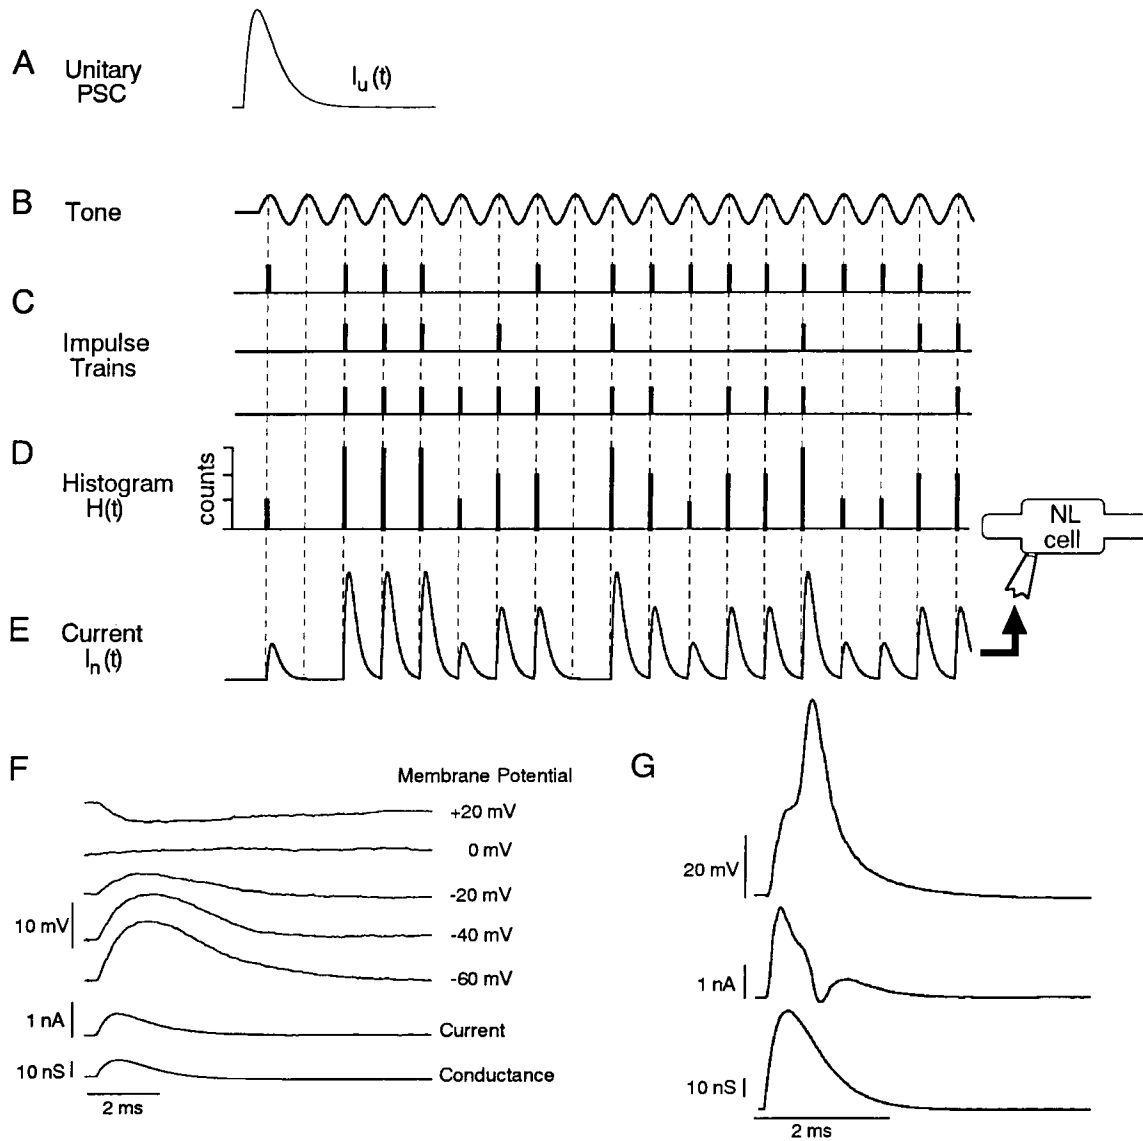 A
Unitary
PSC
I_u (t)
B
Tone
C
Impulse
Trains
D
Histogram
H(t)
counts
NL
cell
E
Current
I_n (t)
F
Membrane Potential
+20 mV
0 mV
-20 mV
10 mV
-40 mV
-60 mV
1 nA
Current
10 nS
Conductance
2 ms
G
20 mV
1 nA
10 nS
2 ms